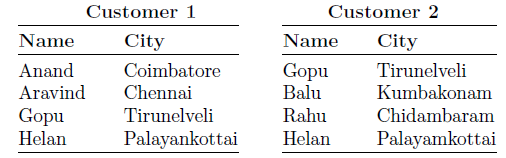 Customer 1 Customer 2
Name City Name City
Anand Coimbatore Gopu Tirunelveli
Aravind Chennai Balu Kumbakonam
Gopu Tirunelveli Rahu Chidambaram
Helan Palayankottai Helan Palayamkottai